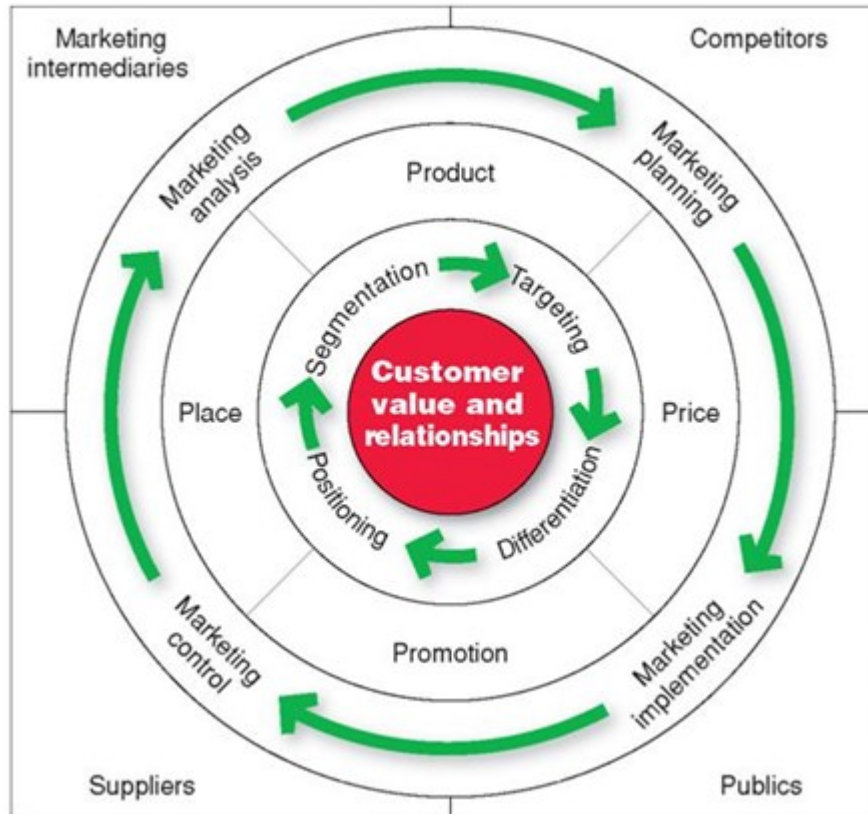 Marketing
intermediaries
Competitors
Marketing
analysis
Marketing
planning
Product
Segmentation
Targeting
Customer
value and
relationships
Place
Price
Positioning
Differentiation
Promotion
Marketing
control
Marketing
implementation
Suppliers
Publics